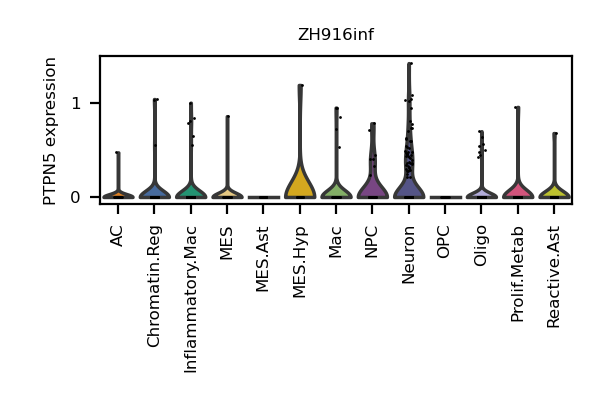 ZH916inf
PTPN5 expression
1
0
AC
Chromatin.Reg
Inflammatory.Mac
MES
MES.Ast
MES.Hyp
Mac
NPC
Neuron
OPC
Oligo
Prolif.Metab
Reactive.Ast